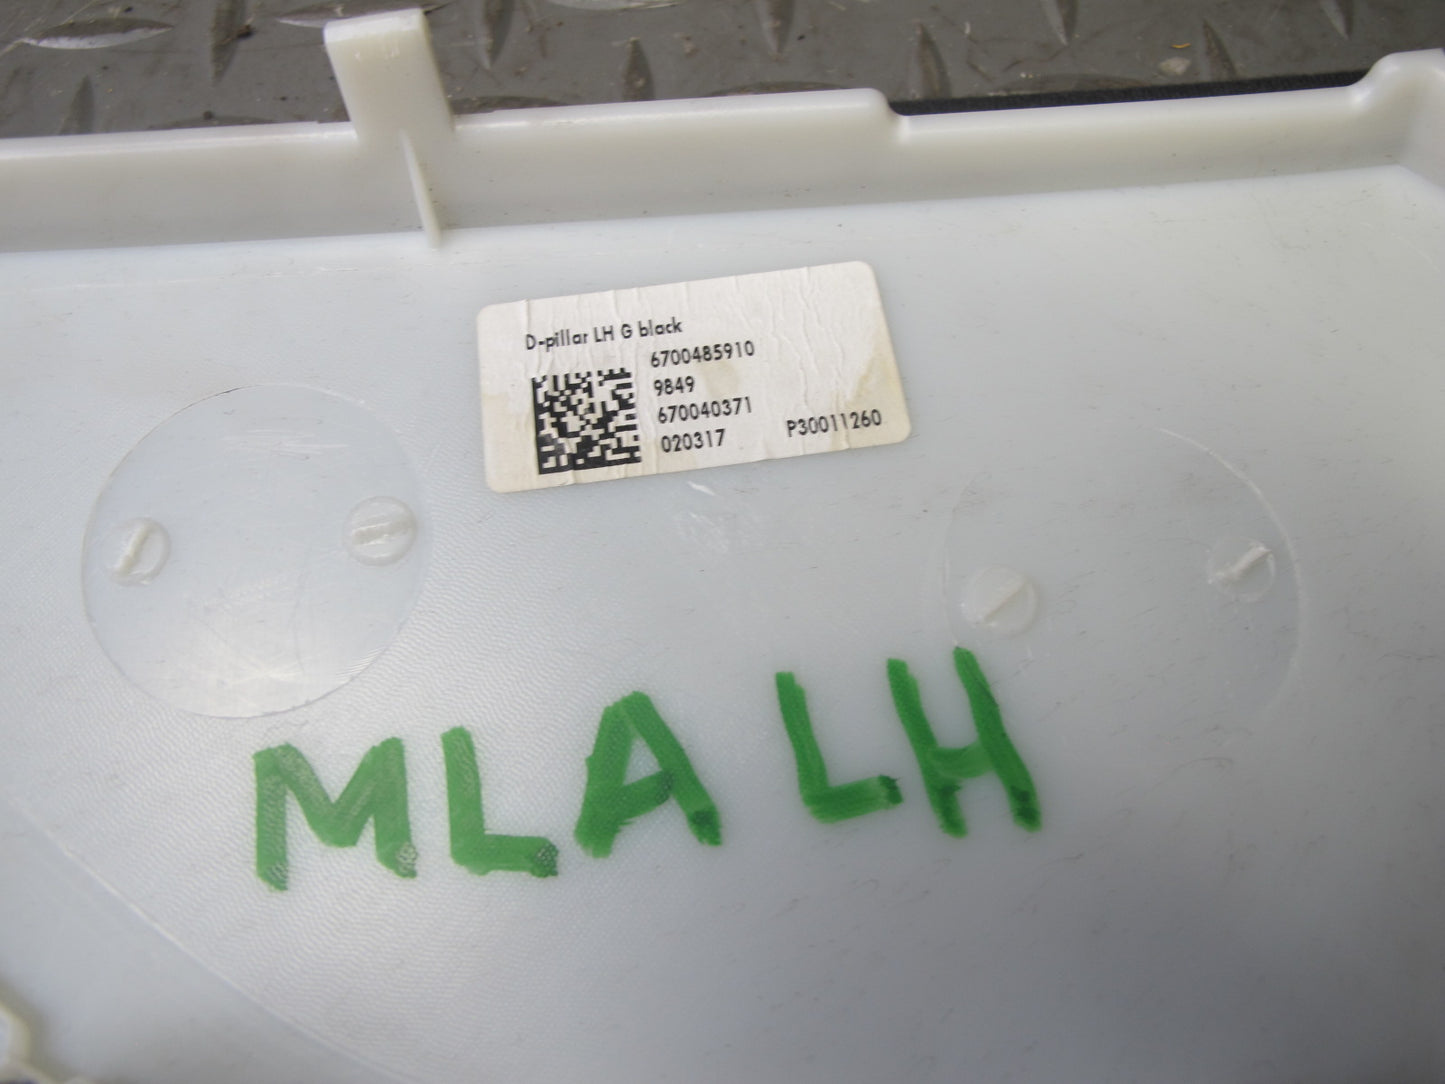 D-pillar LH G black
6700485910
9849
670040371
020317 P30011260
MLA LH